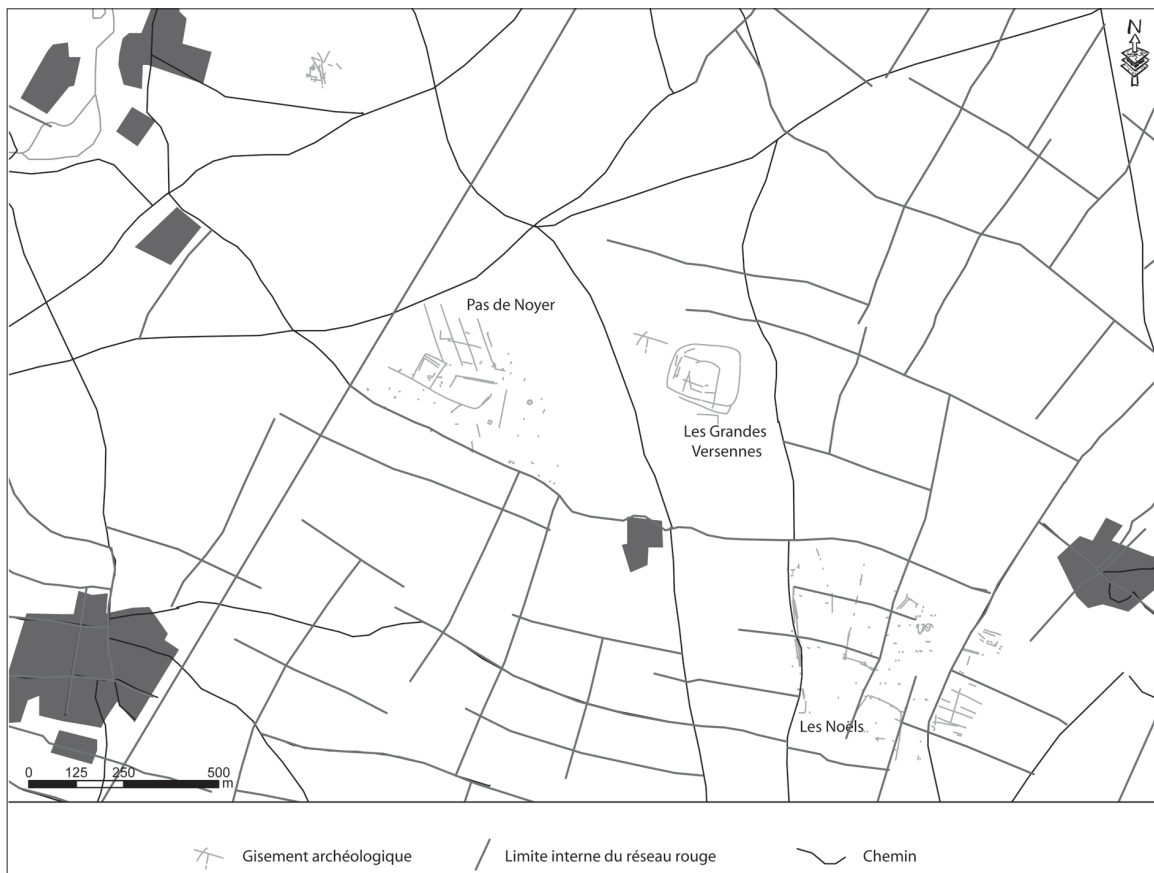 N
Pas de Noyer
Les Grandes
Versennes
Les Noëls
0 125 250 500
m
Gisement archéologique
Limite interne du réseau rouge
Chemin